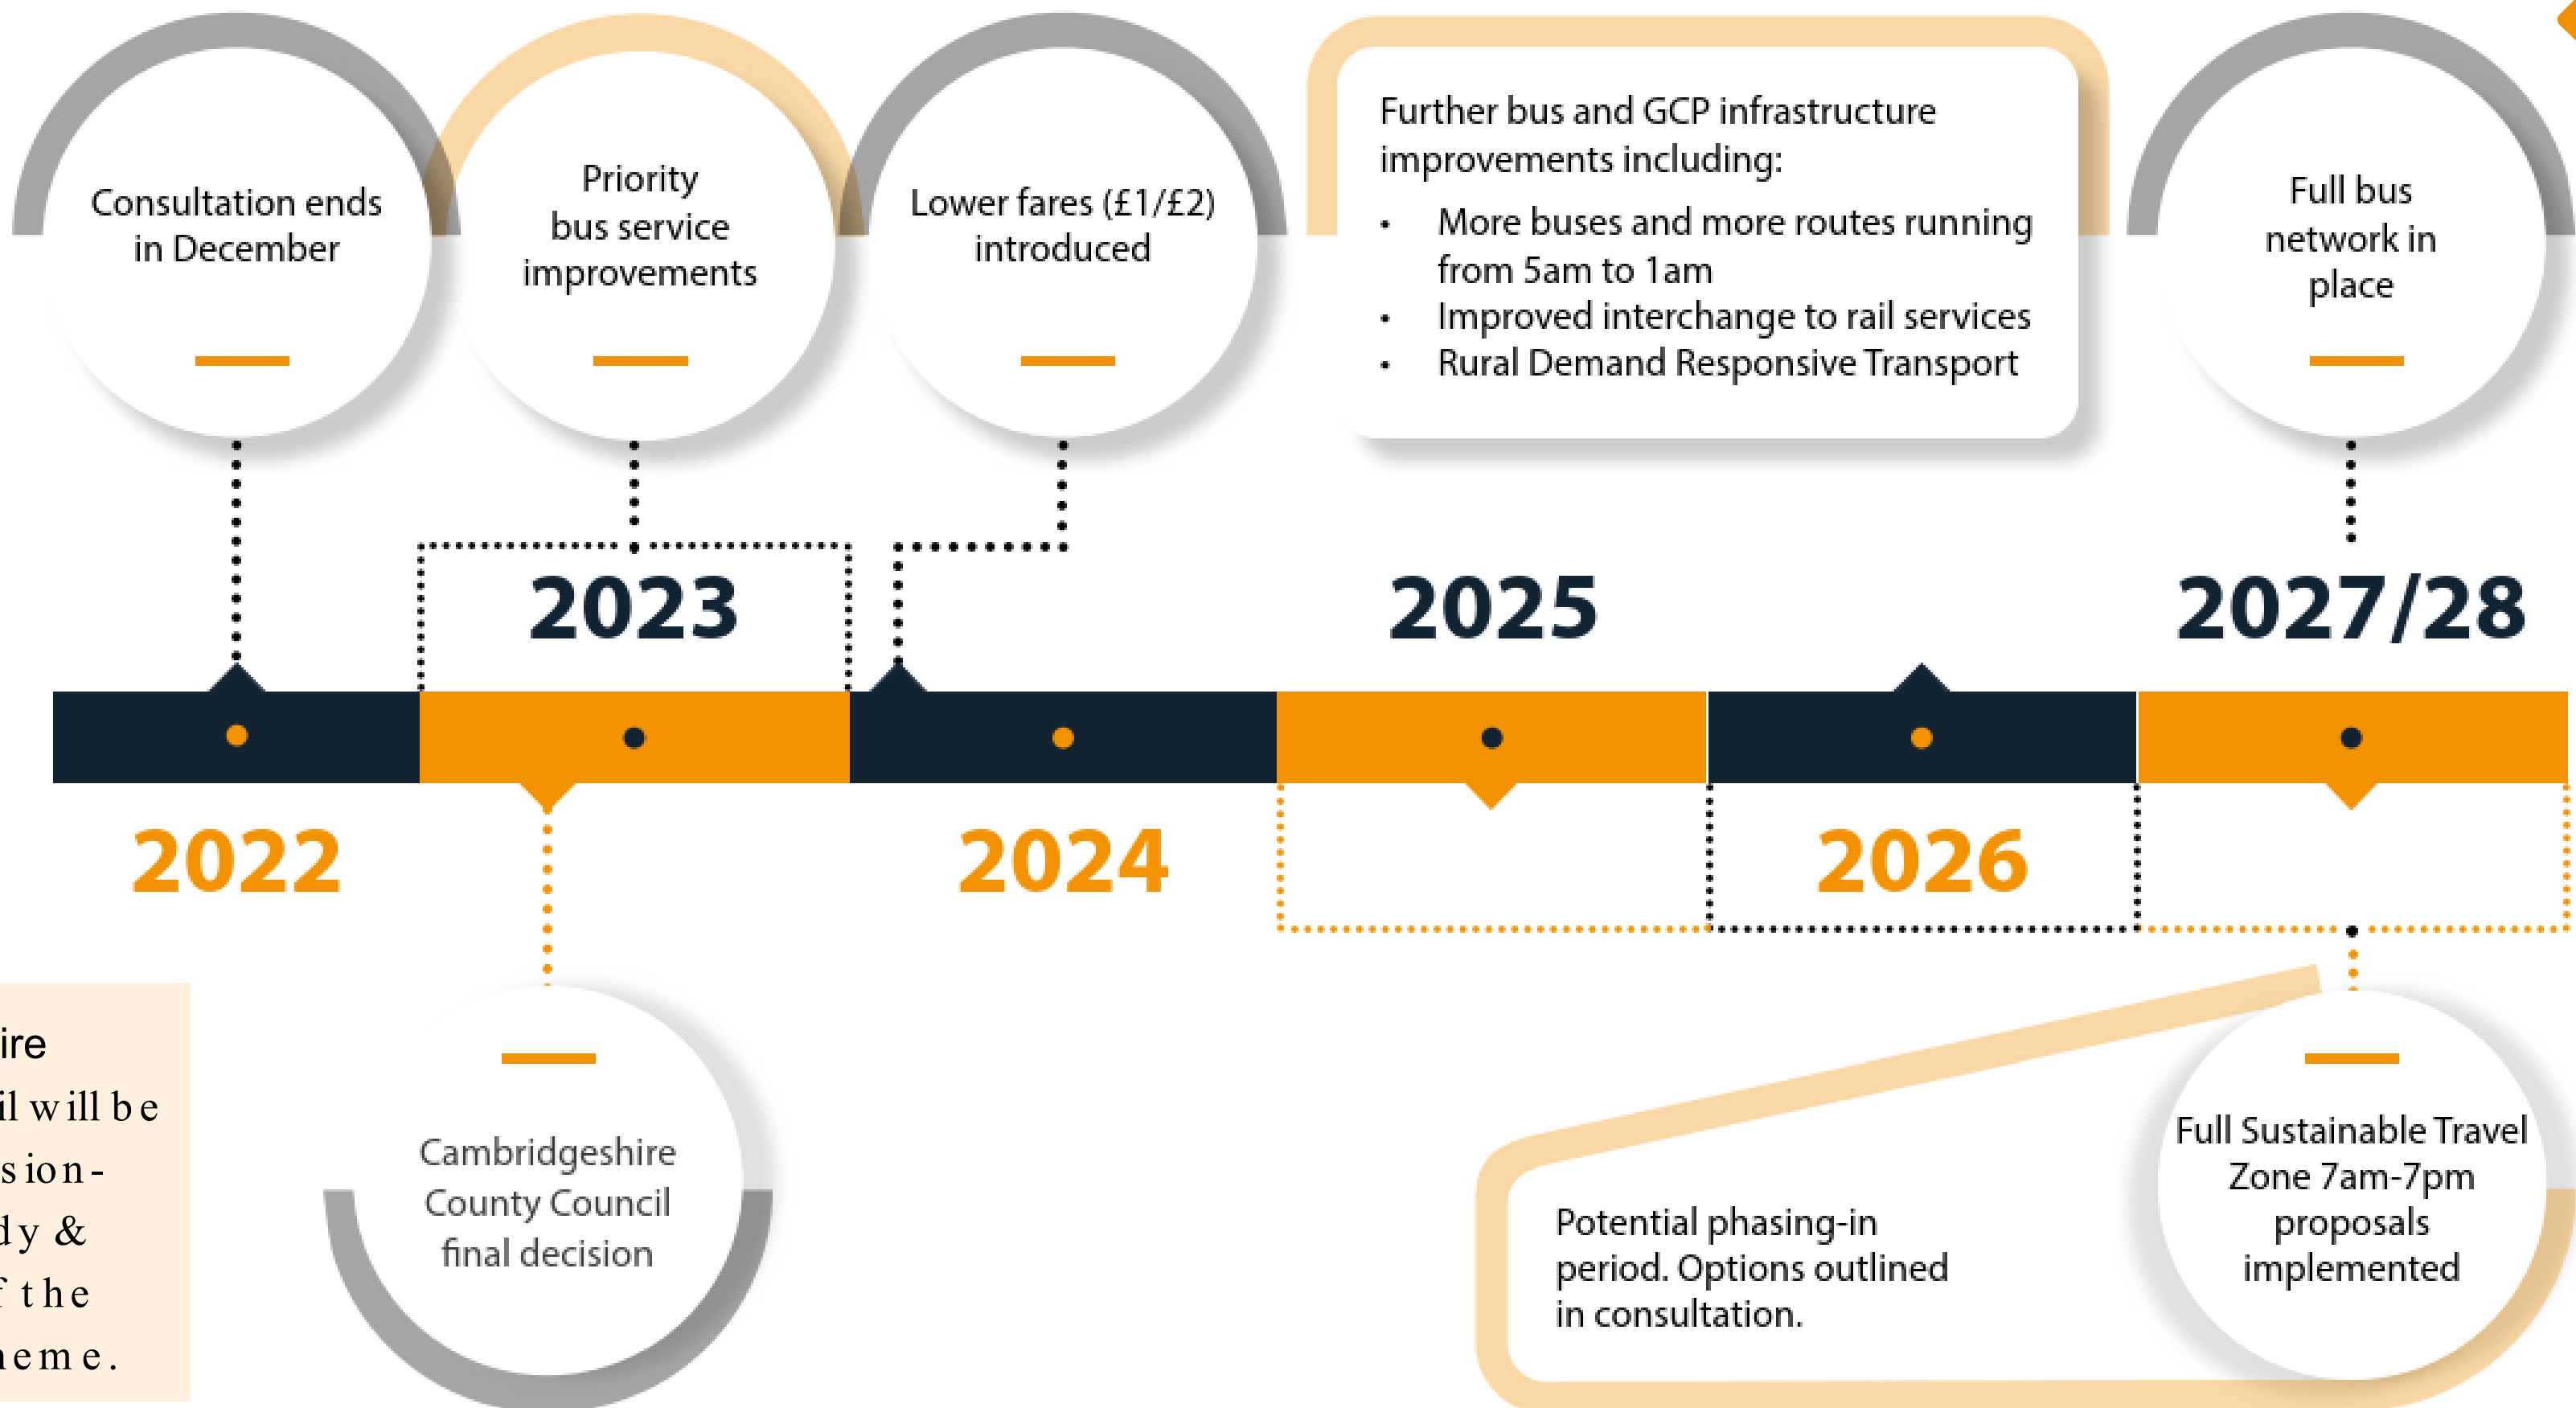 Consultation ends
in December
Priority
bus service
improvements
Lower fares (£1/£2)
introduced
Further bus and GCP infrastructure
improvements including:
• More buses and more routes running
from 5am to 1am
• Improved interchange to rail services
• Rural Demand Responsive Transport
Full bus
network in
place
2023
2025
2027/28
2022
2024
2026
ire
il will be
sion-
dy &
f the
heme.
Cambridgeshire
County Council
final decision
Potential phasing-in
period. Options outlined
in consultation.
Full Sustainable Travel
Zone 7am-7pm
proposals
implemented